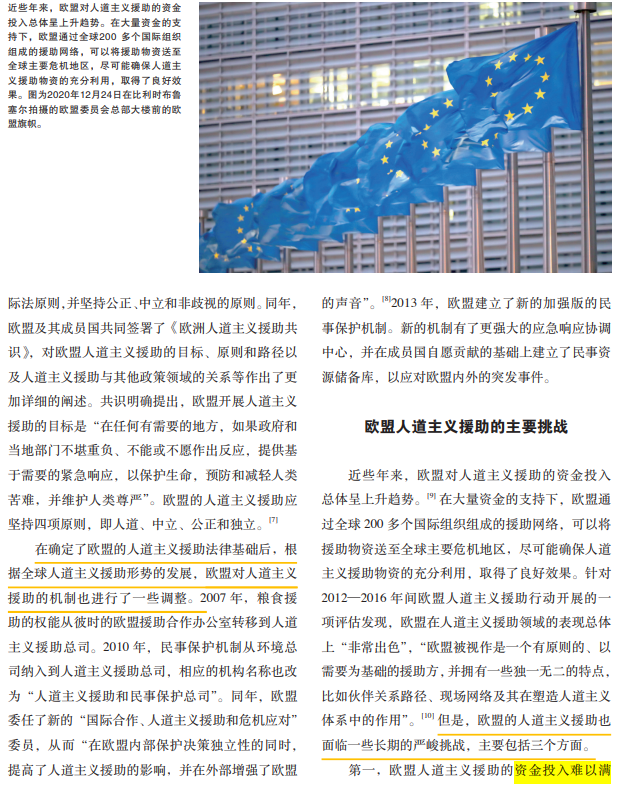 近些年来，欧盟对人道主义援助的资金
投入总体呈上升趋势。在大量资金的支
持下，欧盟通过全球200 多个国际组织
组成的援助网络，可以将援助物资送至
全球主要危机地区，尽可能确保人道主
义援助物资的充分利用，取得了良好效
果。图为2020年12月24日在比利时布鲁
塞尔拍摄的欧盟委员会总部大楼前的欧
盟旗帜。
际法原则,并坚持公正、中立和非歧视的原则。同年，
欧盟及其成员国共同签署了《欧洲人道主义援助共
识》，对欧盟人道主义援助的目标、原则和路径以
及人道主义援助与其他政策领域的关系等作出了更
加详细的阐述。共识明确提出，欧盟开展人道主义
援助的目标是“在任何有需要的地方，如果政府和
当地部门不堪重负、不能或不愿作出反应，提供基
于需要的紧急响应，以保护生命，预防和减轻人类
苦难，并维护人类尊严”。欧盟的人道主义援助应
坚持四项原则，即人道、中立、公正和独立。[7]
在确定了欧盟的人道主义援助法律基础后，根
据全球人道主义援助形势的发展，欧盟对人道主义
援助的机制也进行了一些调整。2007年，粮食援
助的权能从彼时的欧盟援助合作办公室转移到人道
主义援助总司。2010 年，民事保护机制从环境总
司纳入到人道主义援助总司，相应的机构名称也改
为“人道主义援助和民事保护总司”。同年，欧盟
委任了新的“国际合作、人道主义援助和危机应对”
委员，从而“在欧盟内部保护决策独立性的同时，
提高了人道主义援助的影响，并在外部增强了欧盟
的声音”。[8]2013 年，欧盟建立了新的加强版的民
事保护机制。新的机制有了更强大的应急响应协调
中心，并在成员国自愿贡献的基础上建立了民事资
源储备库，以应对欧盟内外的突发事件。
欧盟人道主义援助的主要挑战
近些年来，欧盟对人道主义援助的资金投入
总体呈上升趋势。[9] 在大量资金的支持下，欧盟通
过全球 200 多个国际组织组成的援助网络，可以将
援助物资送至全球主要危机地区，尽可能确保人道
主义援助物资的充分利用，取得了良好效果。针对
2012—2016 年间欧盟人道主义援助行动开展的一
项评估发现，欧盟在人道主义援助领域的表现总体
上“非常出色”，“欧盟被视作是一个有原则的、以
需要为基础的援助方，并拥有一些独一无二的特点，
比如伙伴关系路径、现场网络及其在塑造人道主义
体系中的作用”。[10] 但是，欧盟的人道主义援助也
面临一些长期的严峻挑战，主要包括三个方面。
第一，欧盟人道主义援助的资金投入难以满